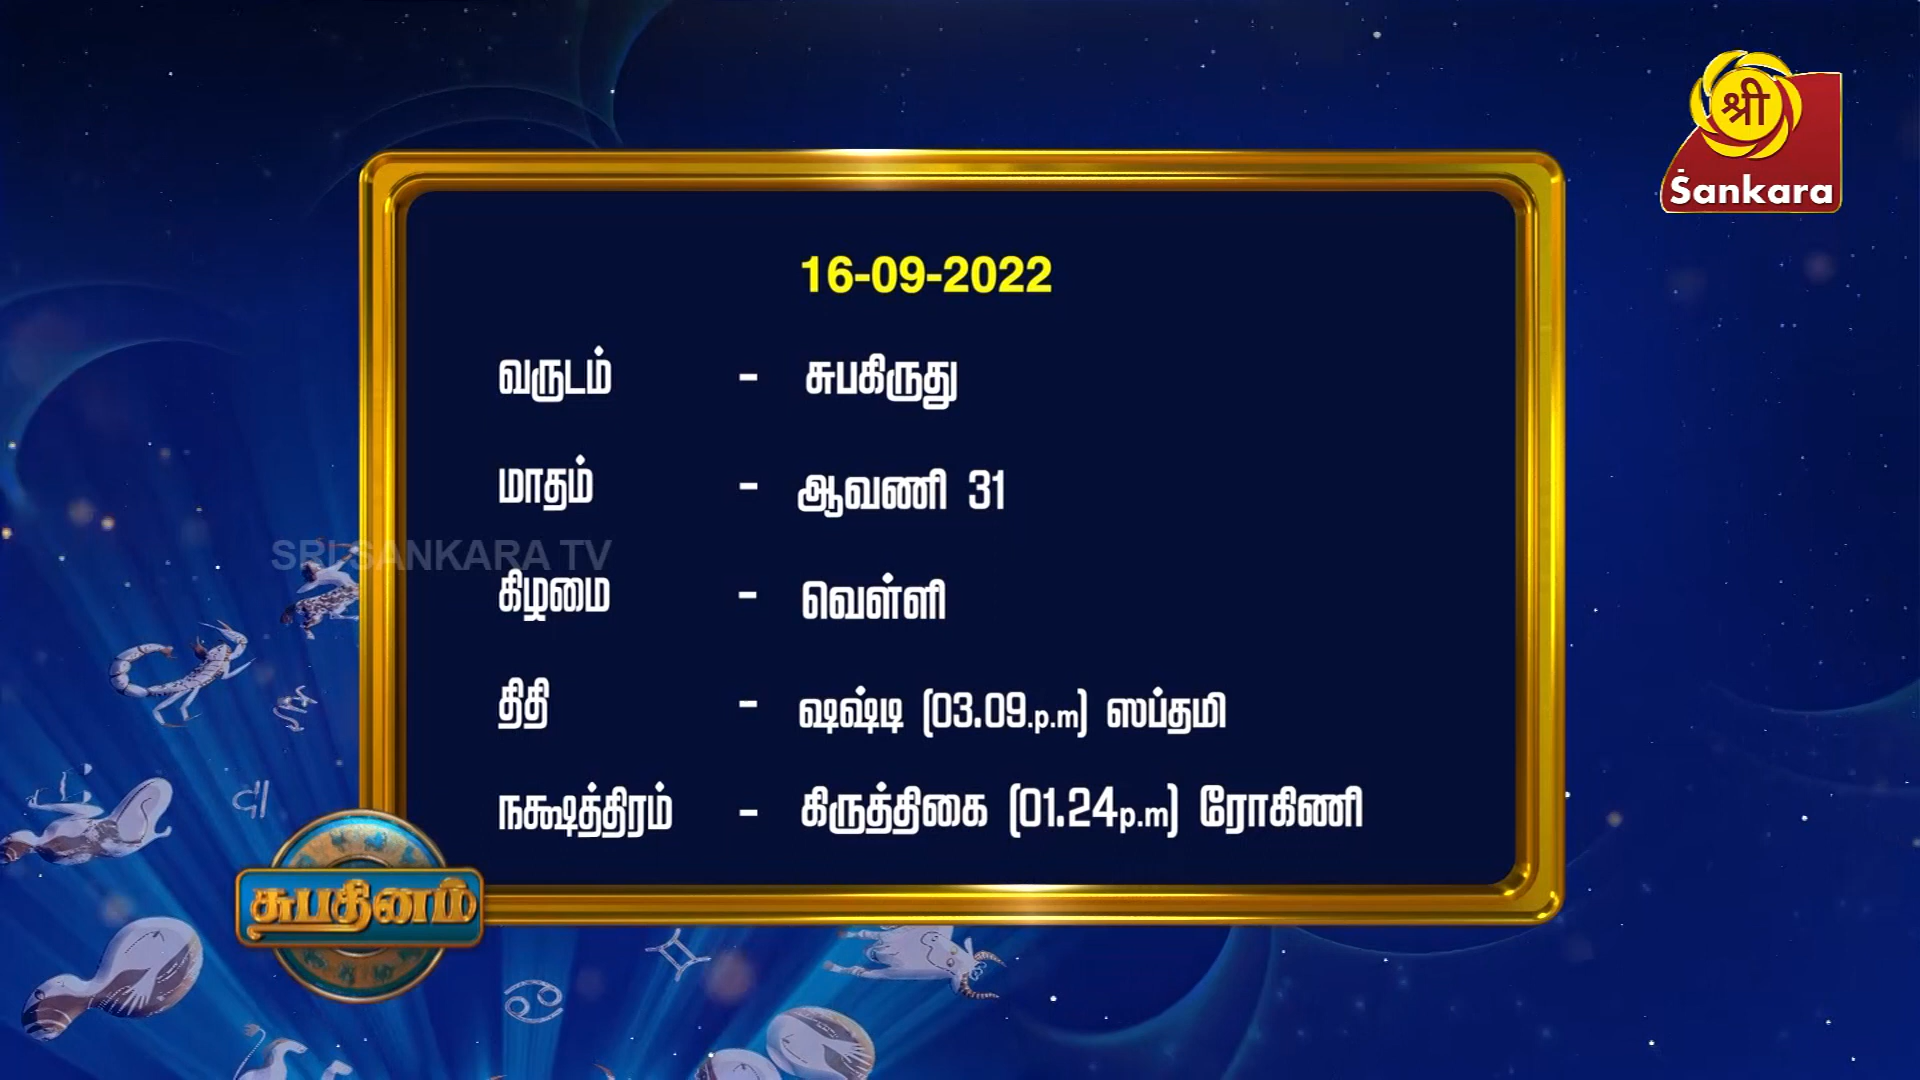 श्री
Sankara
16-09-2022
வருடம் - சுபகிருது
மாதம் - ஆவணி 31
SRI SANKARA TV
கிழமை - வெள்ளி
திதி - ஷஷ்டி (03.09.p.m) ஸப்தமி
நக்ஷத்திரம் - கிருத்திகை (01.24p.m) ரோகிணி
சுபதினம்